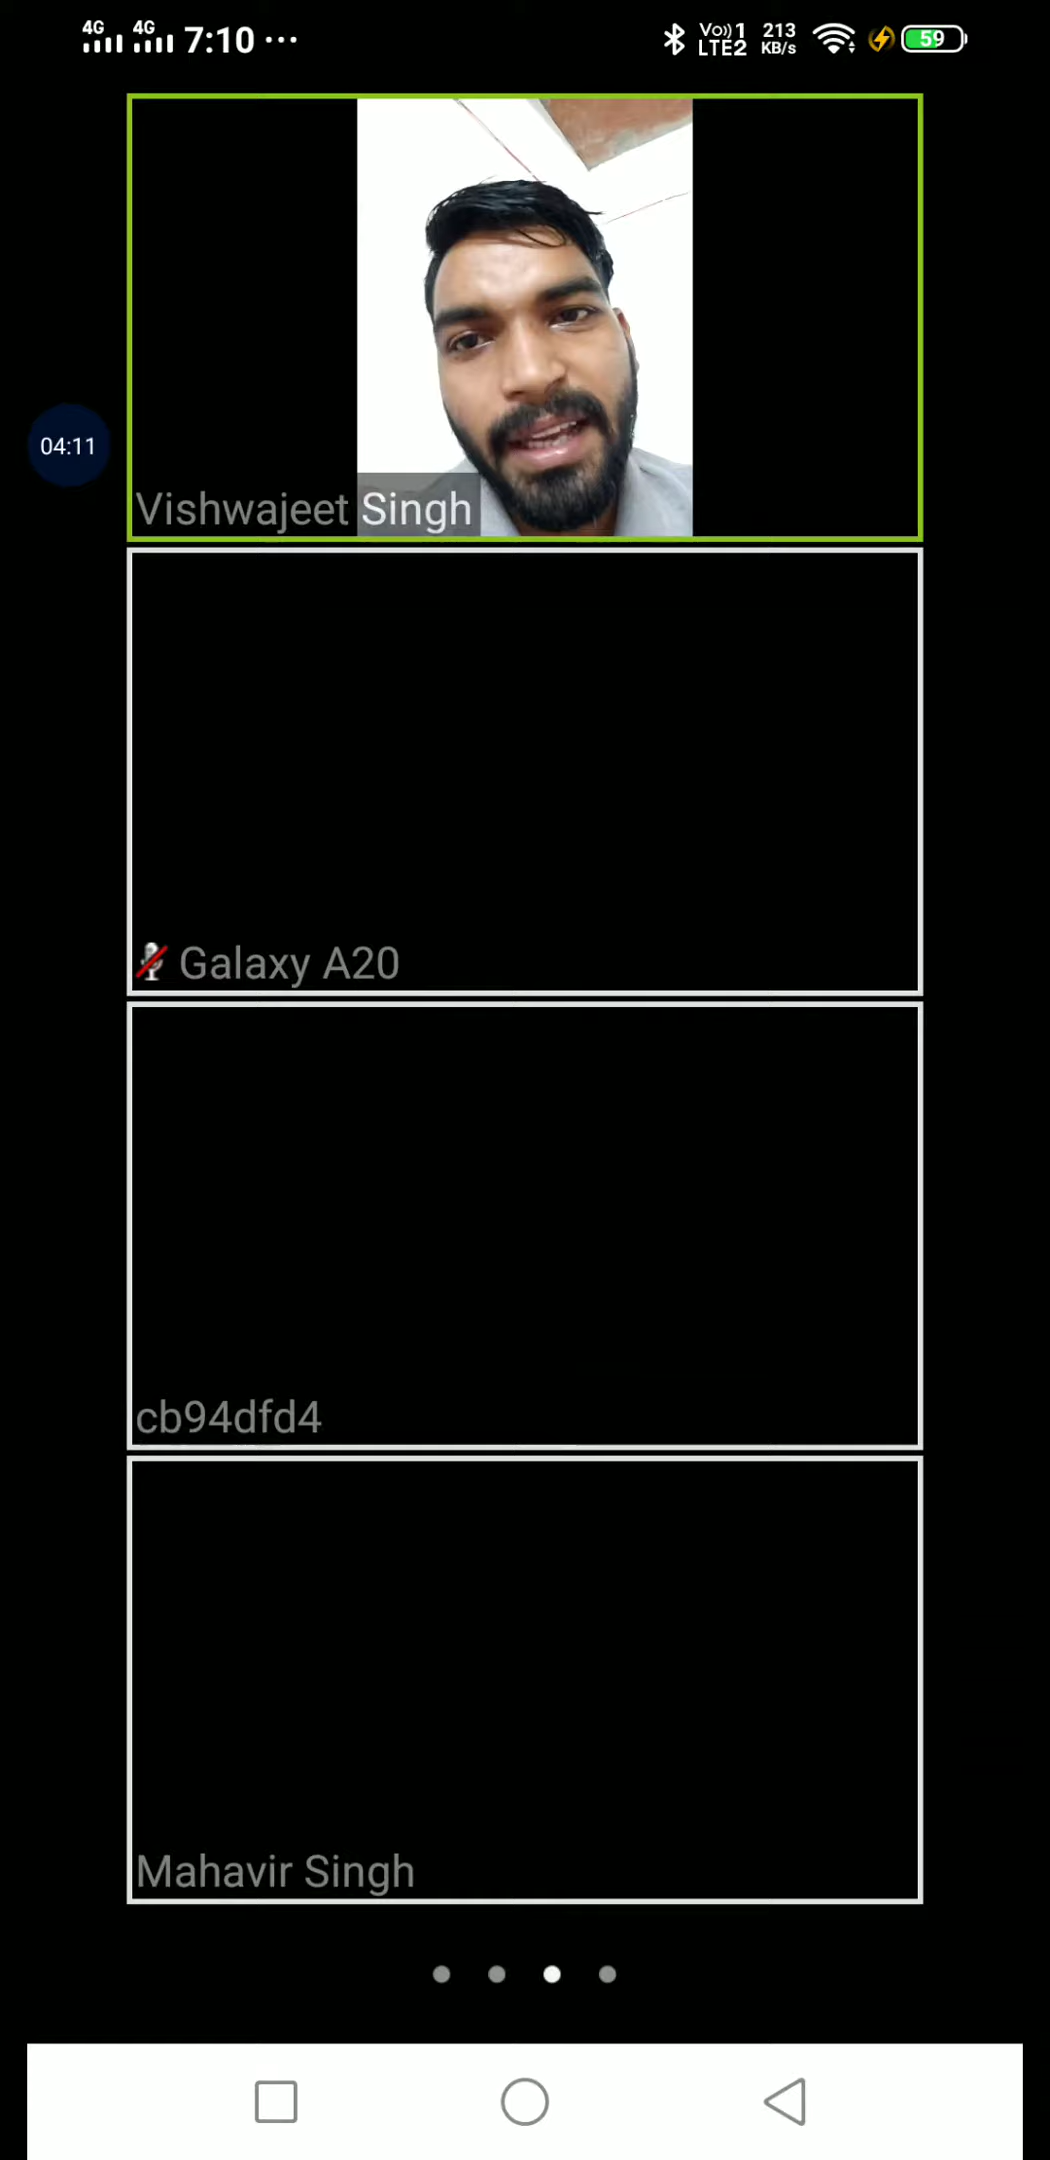 4G 4G 7:10 ... Vo))1 LTE2 213 KB/s 59
04:11
Vishwajeet Singh
Galaxy A20
cb94dfd4
Mahavir Singh